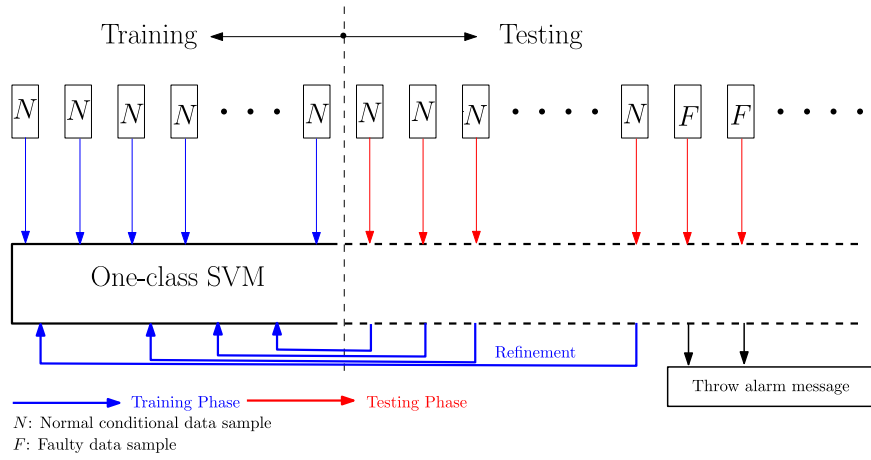 Training Testing
N N N N N N N N N F F
One-class SVM
Refinement
Throw alarm message
Training Phase Testing Phase
N: Normal conditional data sample
F: Faulty data sample